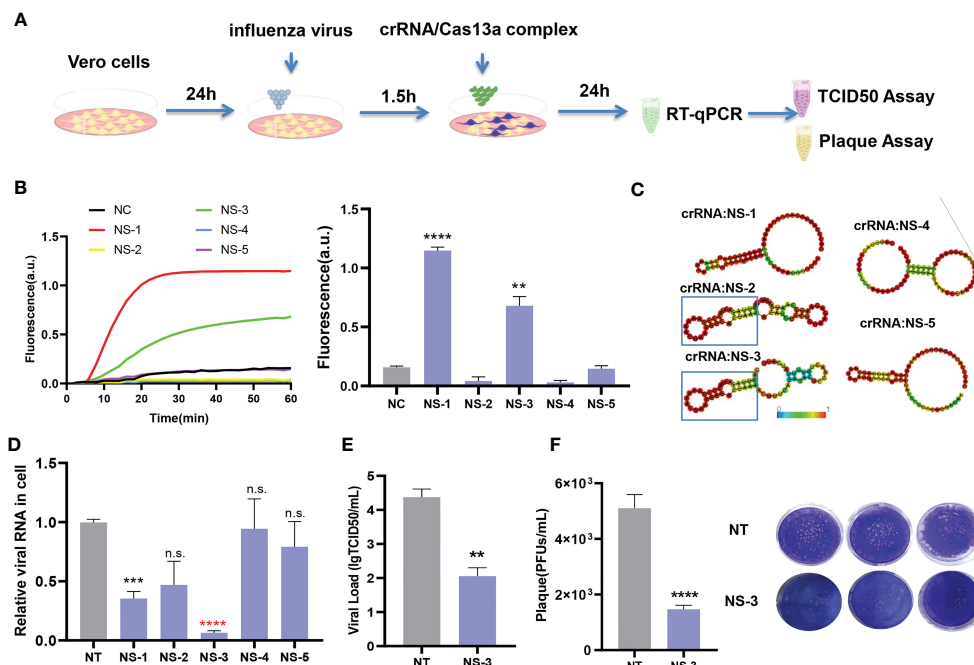 A
influenza virus
crRNA/Cas13a complex
Vero cells
24h
1.5h
24h
RT-qPCR
TCID50 Assay
Plaque Assay
B
NC
NS-1
NS-2
NS-3
NS-4
NS-5
Fluorescence(a.u.)
1.5
1.0
0.5
0.0
0
10
20
30
40
50
60
Time(min)
Fluorescence(a.u.)
1.5
1.0
0.5
0.0
****
**
NC
NS-1
NS-2
NS-3
NS-4
NS-5
C
crRNA:NS-1
crRNA:NS-4
crRNA:NS-2
crRNA:NS-5
crRNA:NS-3
0
1
D
Relative viral RNA in cell
1.5
1.0
0.5
0.0
***
n.s.
****
n.s.
n.s.
NT
NS-1
NS-2
NS-3
NS-4
NS-5
E
Viral Load (lgTCID50/mL)
5
4
3
2
1
0
**
NT
NS-3
F
Plaque(PFUs/mL)
6×10³
4×10³
2×10³
0
****
NT
NS-3
NT
NS-3